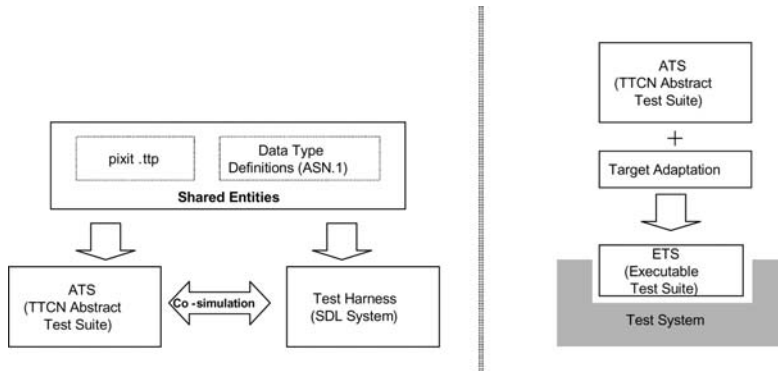 pixit .ttp
Data Type
Definitions (ASN.1)
Shared Entities
ATS
(TTCN Abstract
Test Suite)
Co -simulation
Test Harness
(SDL System)
ATS
(TTCN Abstract
Test Suite)
+
Target Adaptation
ETS
(Executable
Test Suite)
Test System